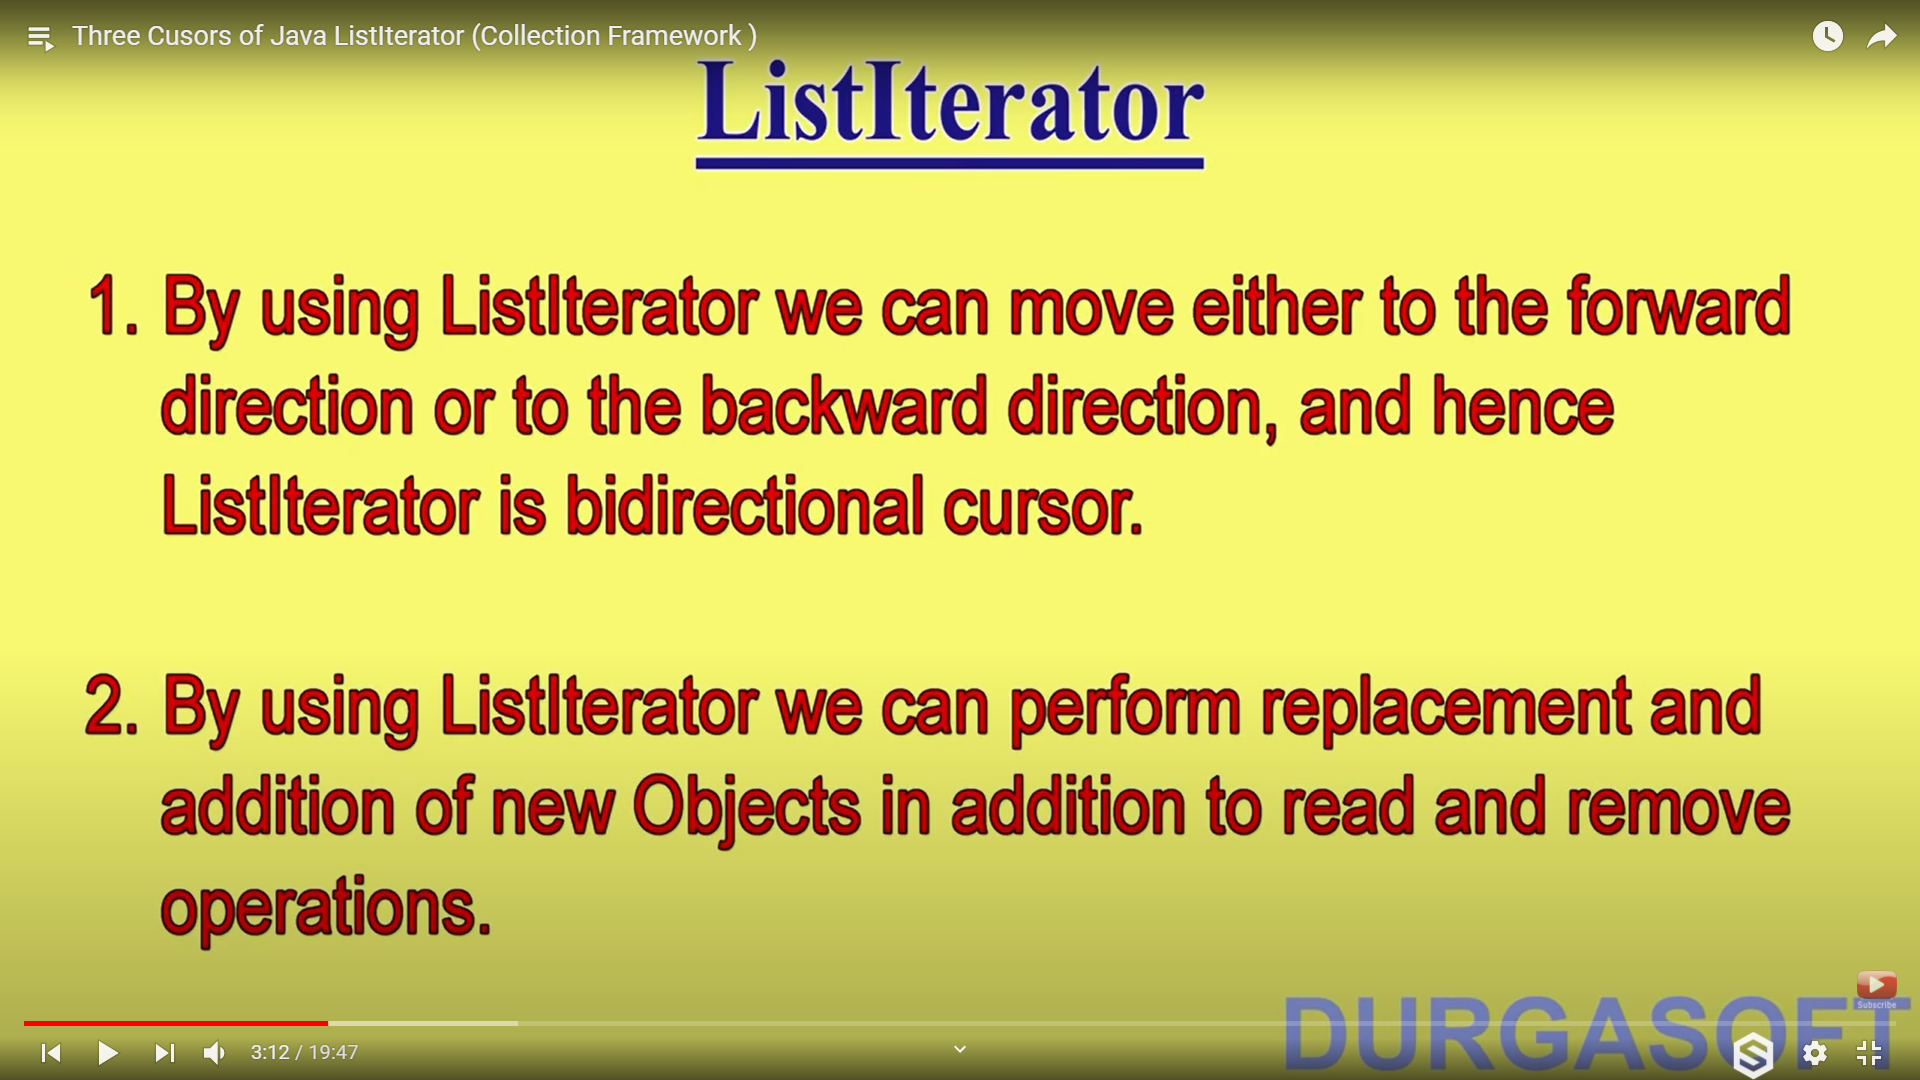 Three Cusors of Java ListIterator (Collection Framework )
ListIterator
1. By using ListIterator we can move either to the forward
direction or to the backward direction, and hence
ListIterator is bidirectional cursor.
2. By using ListIterator we can perform replacement and
addition of new Objects in addition to read and remove
operations.
Subscribe
DURGASOFT
3:12 / 19:47